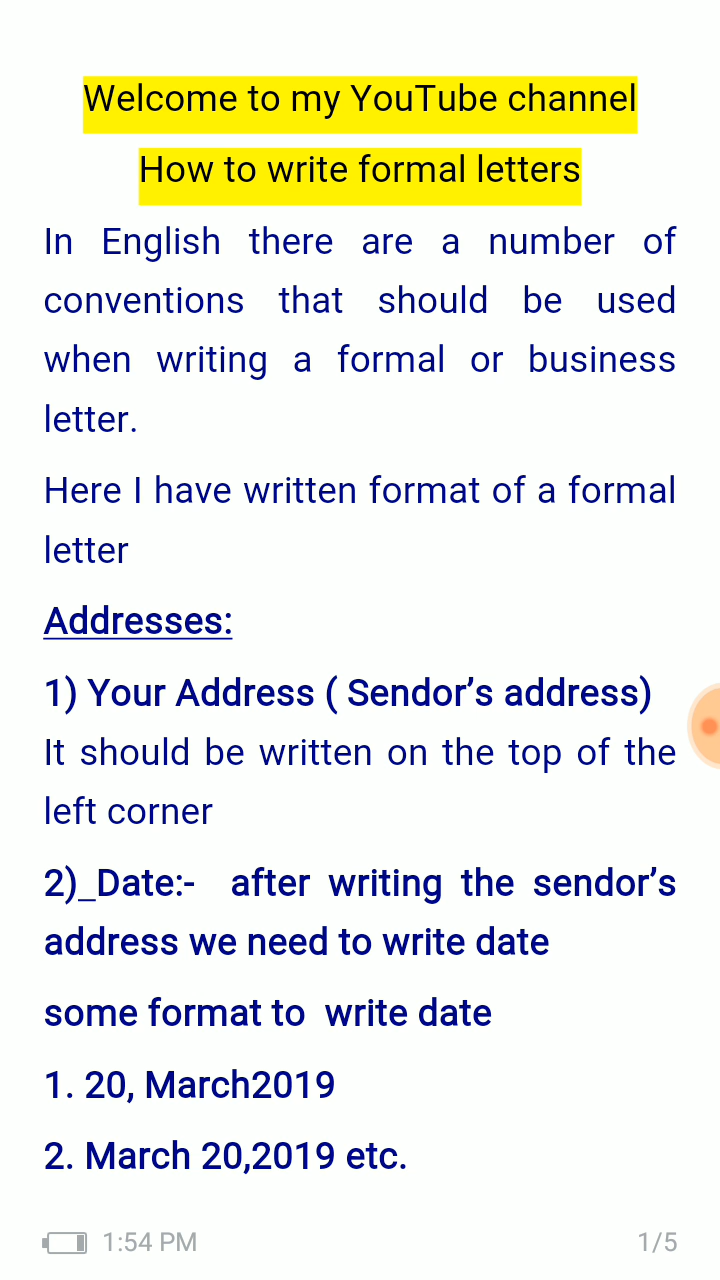 Welcome to my YouTube channel
How to write formal letters
In English there are a number of
conventions that should be used
when writing a formal or business
letter.
Here I have written format of a formal
letter
Addresses:
1) Your Address ( Sendor’s address)
It should be written on the top of the
left corner
2)_Date:- after writing the sendor’s
address we need to write date
some format to write date
1. 20, March2019
2. March 20,2019 etc.
1:54 PM 1/5